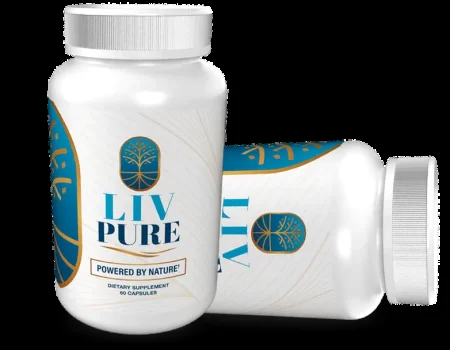 LIV
PURE
POWERED BY NATURE†
DIETARY SUPPLEMENT
60 CAPSULES
LIV